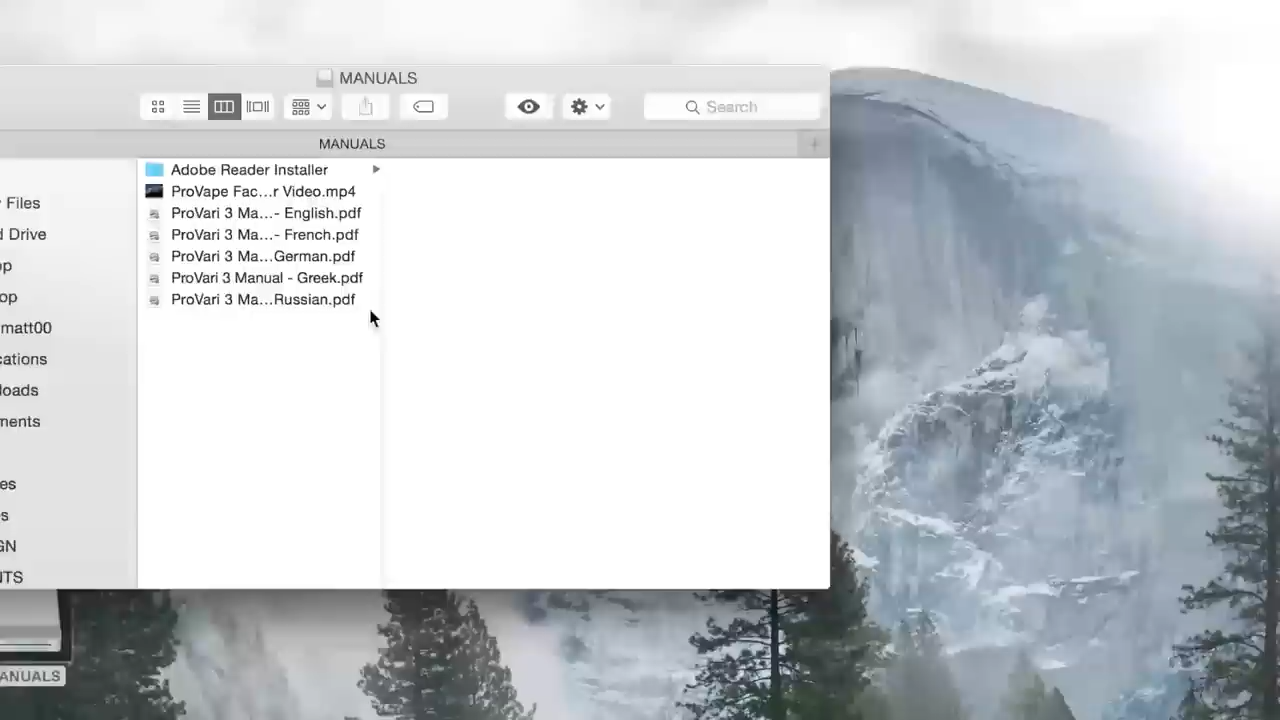 MANUALS
Search
MANUALS
Adobe Reader Installer
ProVape Fac...r Video.mp4
ProVari 3 Ma...- English.pdf
ProVari 3 Ma...- French.pdf
ProVari 3 Ma...German.pdf
ProVari 3 Manual - Greek.pdf
ProVari 3 Ma...Russian.pdf
Files
d Drive
op
op
matt00
cations
loads
ments
es
s
GN
NTS
ANUALS